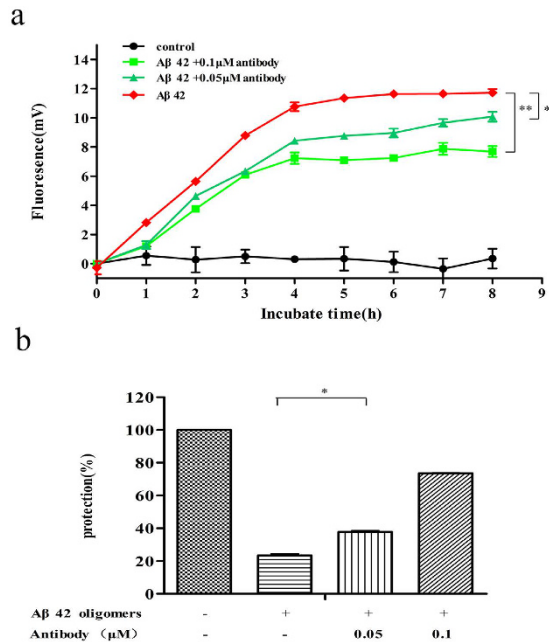 a
control
Aβ 42 +0.1μM antibody
Aβ 42 +0.05μM antibody
Aβ 42
Fluoresence(mV)
14
12
10
8
6
4
2
0
** *
0 1 2 3 4 5 6 7 8 9
Incubate time(h)
b
protection(%)
120
100
80
60
40
20
0
*
Aβ 42 oligomers - + + +
Antibody （μM） - - 0.05 0.1